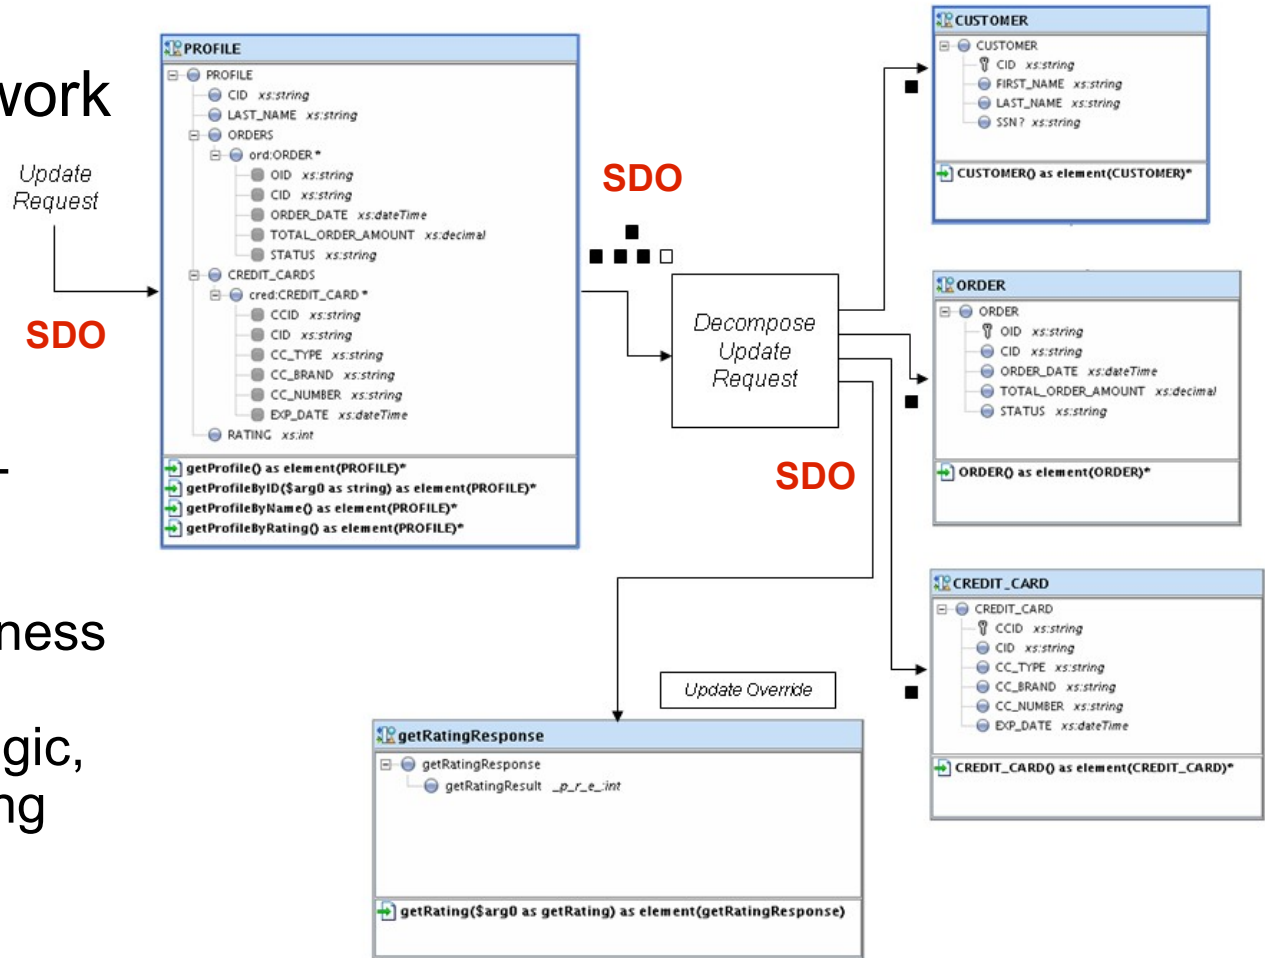 work
Update
Request
SDO
ness
gic,
ng
PROFILE
PROFILE
CID xs:string
LAST_NAME xs:string
ORDERS
ord:ORDER *
OID xs:string
CID xs:string
ORDER_DATE xs:dateTime
TOTAL_ORDER_AMOUNT xs:decimal
STATUS xs:string
CREDIT_CARDS
cred:CREDIT_CARD *
CCID xs:string
CID xs:string
CC_TYPE xs:string
CC_BRAND xs:string
CC_NUMBER xs:string
EXP_DATE xs:dateTime
RATING xs:int
getProfile() as element(PROFILE)*
getProfileByID($arg0 as string) as element(PROFILE)*
getProfileByName() as element(PROFILE)*
getProfileByRating() as element(PROFILE)*
SDO
Decompose
Update
Request
SDO
CUSTOMER
CUSTOMER
CID xs:string
FIRST_NAME xs:string
LAST_NAME xs:string
SSN? xs:string
CUSTOMER() as element(CUSTOMER)*
ORDER
ORDER
OID xs:string
CID xs:string
ORDER_DATE xs:dateTime
TOTAL_ORDER_AMOUNT xs:decimal
STATUS xs:string
ORDER() as element(ORDER)*
CREDIT_CARD
CREDIT_CARD
CCID xs:string
CID xs:string
CC_TYPE xs:string
CC_BRAND xs:string
CC_NUMBER xs:string
EXP_DATE xs:dateTime
CREDIT_CARD() as element(CREDIT_CARD)*
Update Override
getRatingResponse
getRatingResponse
getRatingResult _p_r_e_:int
getRating($arg0 as getRating) as element(getRatingResponse)